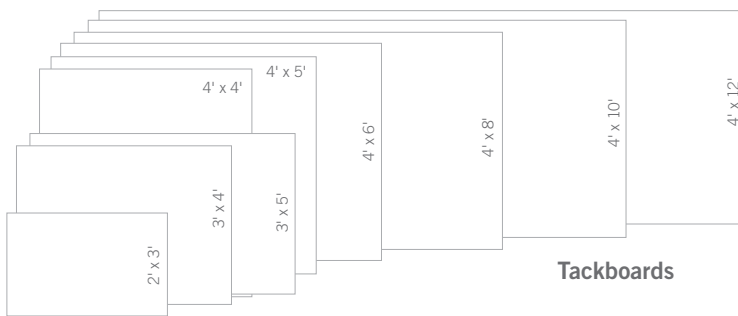 4' x 4'
4' x 5'
4' x 6'
4' x 8'
4' x 10'
4' x 12'
2' x 3'
3' x 4'
3' x 5'
Tackboards